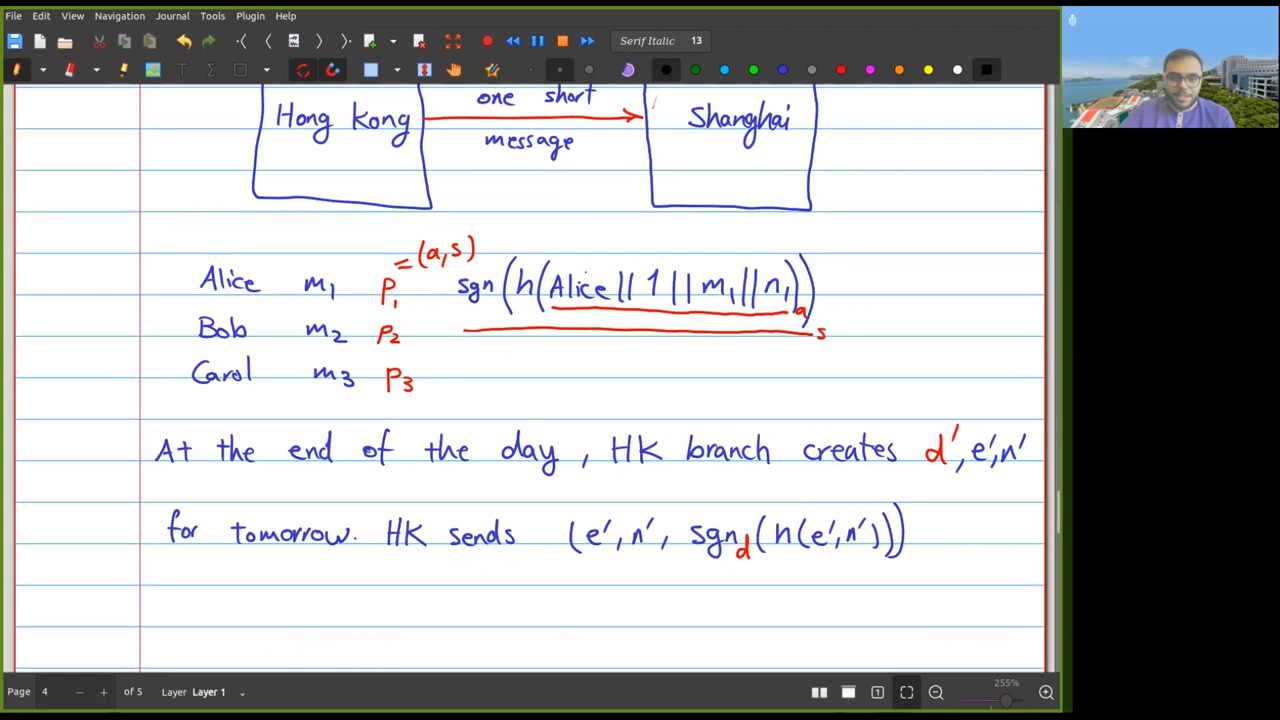 File Edit View Navigation Journal Tools Plugin Help
Serif Italic 13
one short
Hong Kong Shanghai
message
= (a,s)
Alice m₁ P₁ sgn(h(Alice||1||m₁||n₁)) a
Bob m₂ P₂ s
Carol m₃ P₃
At the end of the day, HK branch creates d', e', n'
for tomorrow. HK sends (e', n', sgn_d(h(e',n')))
Page 4 of 5 Layer Layer 1 255%